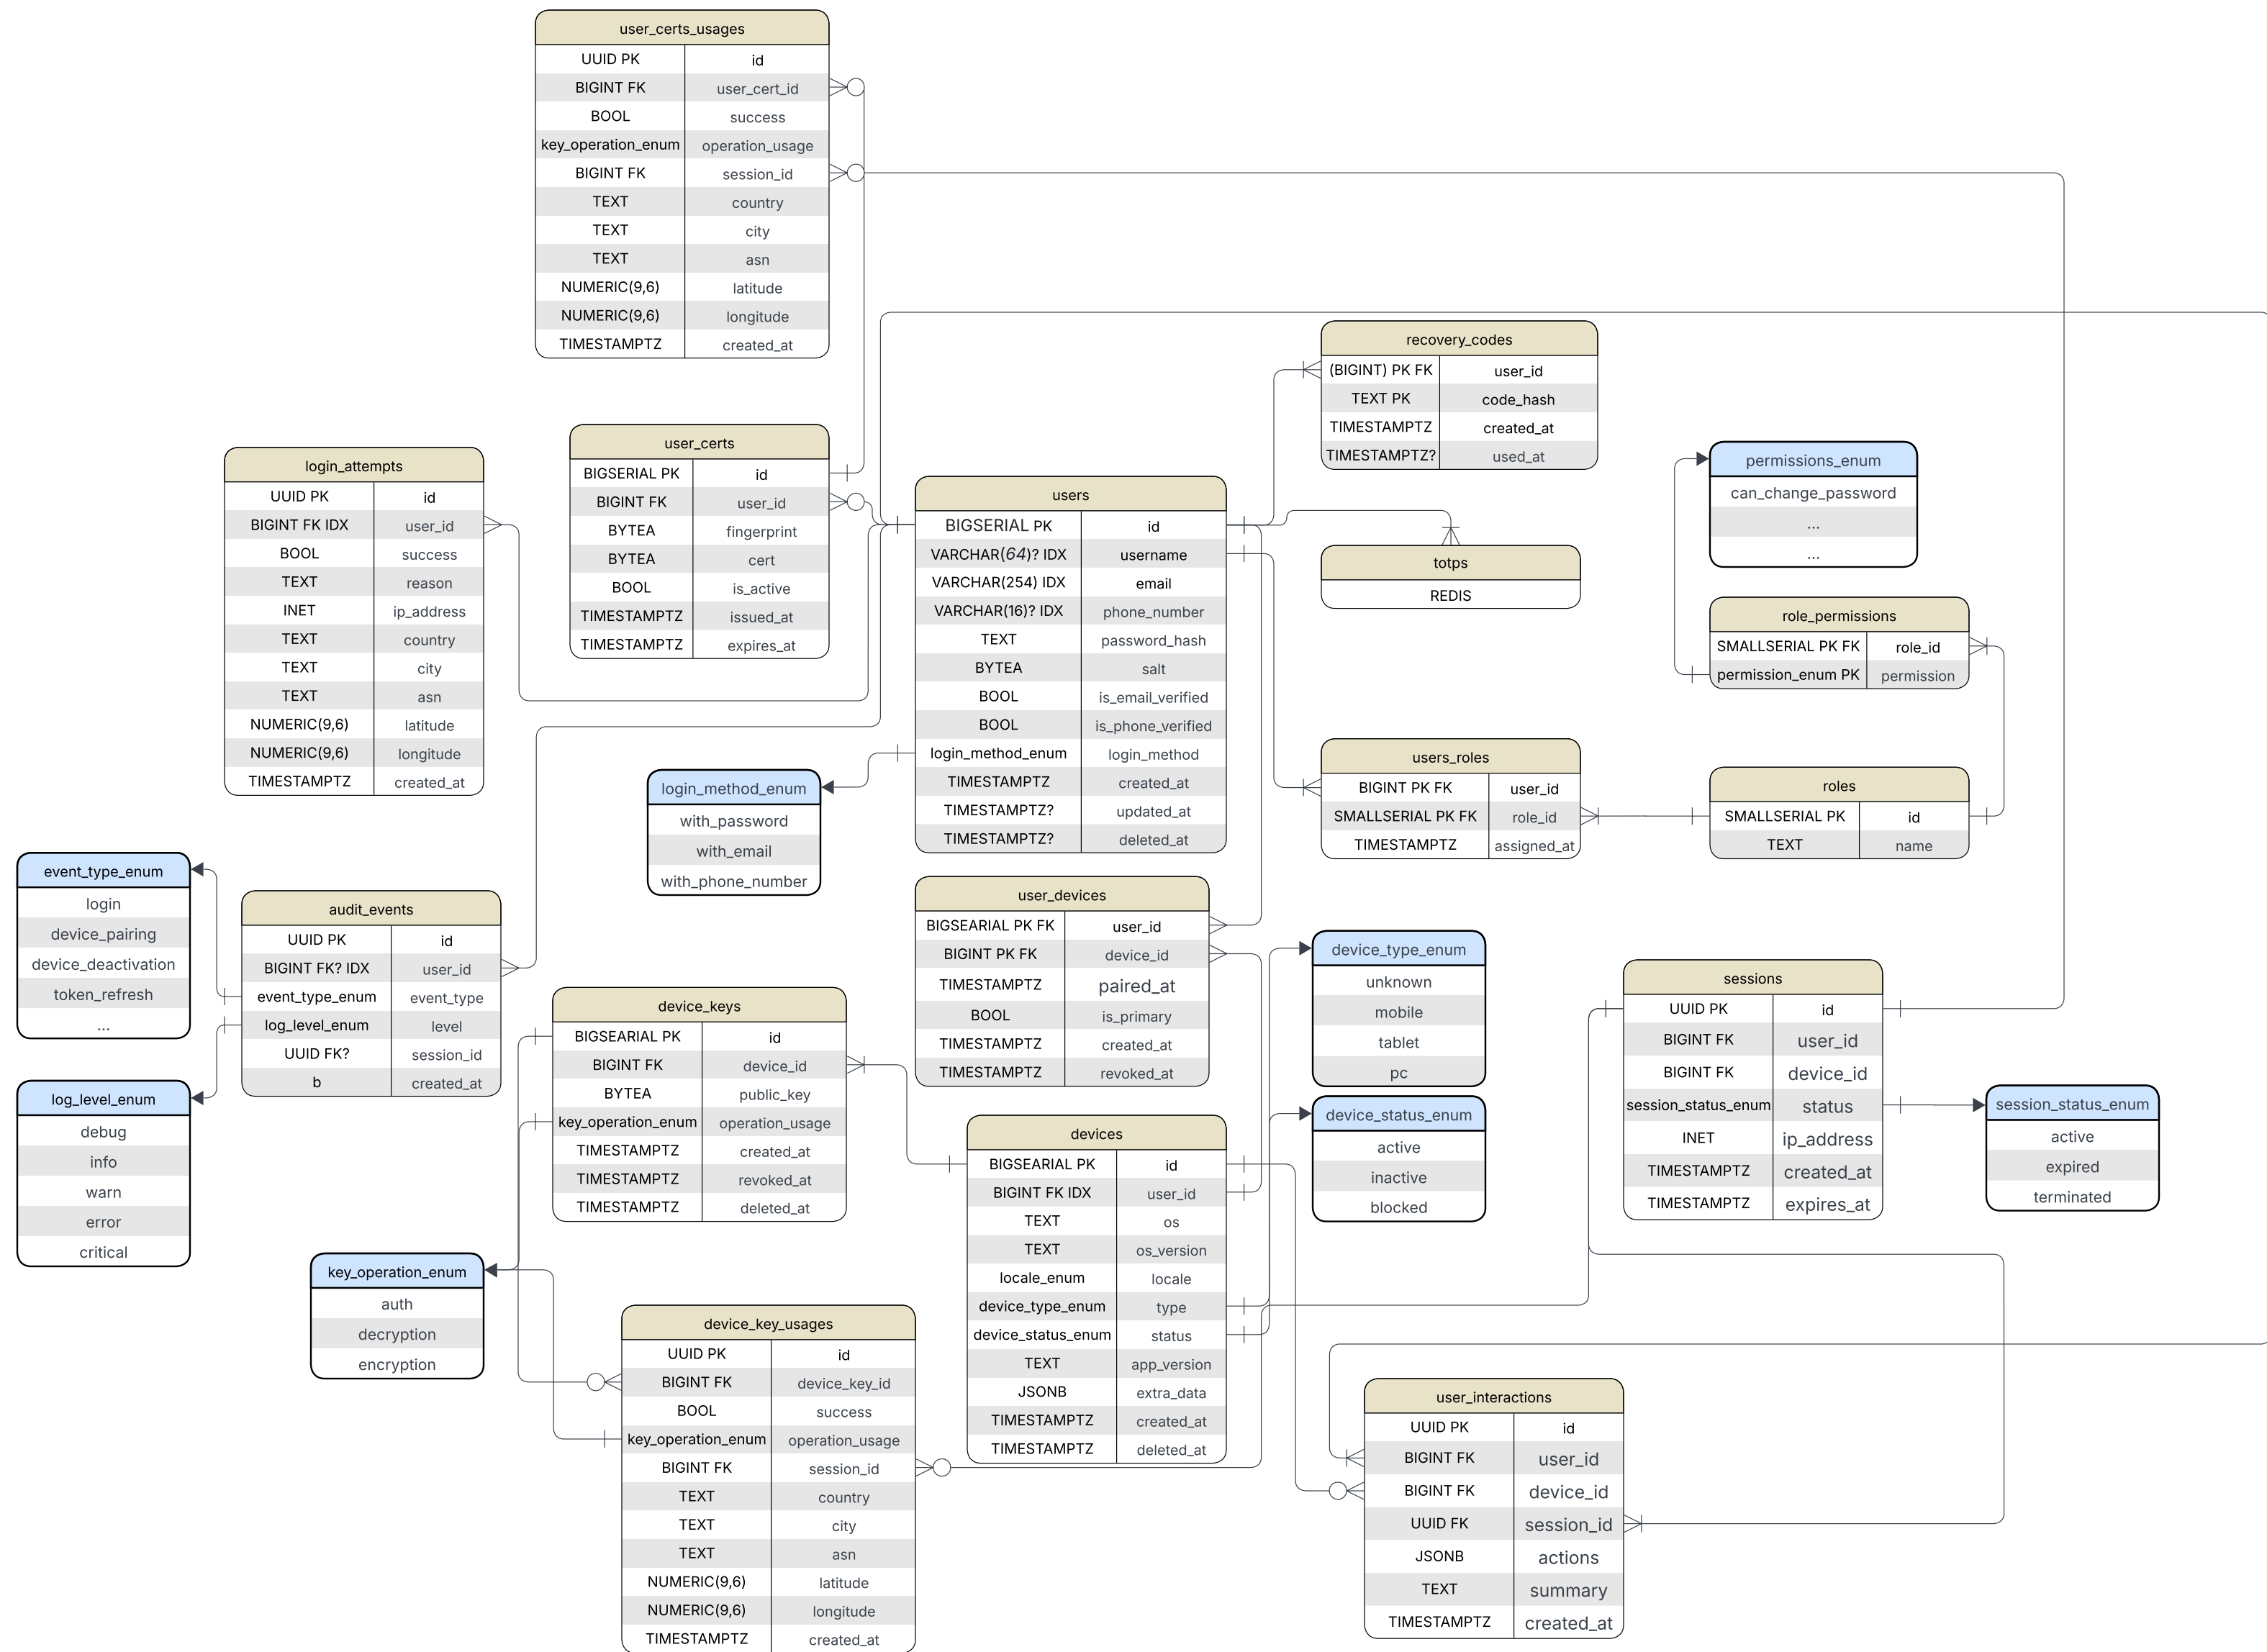 user_certs_usages
UUID PK id
BIGINT FK user_cert_id
BOOL success
key_operation_enum operation_usage
BIGINT FK session_id
TEXT country
TEXT city
TEXT asn
NUMERIC(9,6) latitude
NUMERIC(9,6) longitude
TIMESTAMPTZ created_at
recovery_codes
(BIGINT) PK FK user_id
TEXT PK code_hash
TIMESTAMPTZ created_at
TIMESTAMPTZ? used_at
user_certs
BIGSERIAL PK id
BIGINT FK user_id
BYTEA fingerprint
BYTEA cert
BOOL is_active
TIMESTAMPTZ issued_at
TIMESTAMPTZ expires_at
login_attempts
UUID PK id
BIGINT FK IDX user_id
BOOL success
TEXT reason
INET ip_address
TEXT country
TEXT city
TEXT asn
NUMERIC(9,6) latitude
NUMERIC(9,6) longitude
TIMESTAMPTZ created_at
users
BIGSERIAL PK id
VARCHAR(64)? IDX username
VARCHAR(254) IDX email
VARCHAR(16)? IDX phone_number
TEXT password_hash
BYTEA salt
BOOL is_email_verified
BOOL is_phone_verified
login_method_enum login_method
TIMESTAMPTZ created_at
TIMESTAMPTZ? updated_at
TIMESTAMPTZ? deleted_at
permissions_enum
can_change_password
...
...
totps
REDIS
role_permissions
SMALLSERIAL PK FK role_id
permission_enum PK permission
users_roles
BIGINT PK FK user_id
SMALLSERIAL PK FK role_id
TIMESTAMPTZ assigned_at
roles
SMALLSERIAL PK id
TEXT name
login_method_enum
with_password
with_email
with_phone_number
event_type_enum
login
device_pairing
device_deactivation
token_refresh
...
audit_events
UUID PK id
BIGINT FK? IDX user_id
event_type_enum event_type
log_level_enum level
UUID FK? session_id
b created_at
user_devices
BIGSEARIAL PK FK user_id
BIGINT PK FK device_id
TIMESTAMPTZ paired_at
BOOL is_primary
TIMESTAMPTZ created_at
TIMESTAMPTZ revoked_at
device_type_enum
unknown
mobile
tablet
pc
sessions
UUID PK id
BIGINT FK user_id
BIGINT FK device_id
session_status_enum status
INET ip_address
TIMESTAMPTZ created_at
TIMESTAMPTZ expires_at
device_keys
BIGSEARIAL PK id
BIGINT FK device_id
BYTEA public_key
key_operation_enum operation_usage
TIMESTAMPTZ created_at
TIMESTAMPTZ revoked_at
TIMESTAMPTZ deleted_at
log_level_enum
debug
info
warn
error
critical
device_status_enum
active
inactive
blocked
session_status_enum
active
expired
terminated
devices
BIGSEARIAL PK id
BIGINT FK IDX user_id
TEXT os
TEXT os_version
locale_enum locale
device_type_enum type
device_status_enum status
TEXT app_version
JSONB extra_data
TIMESTAMPTZ created_at
TIMESTAMPTZ deleted_at
key_operation_enum
auth
decryption
encryption
device_key_usages
UUID PK id
BIGINT FK device_key_id
BOOL success
key_operation_enum operation_usage
BIGINT FK session_id
TEXT country
TEXT city
TEXT asn
NUMERIC(9,6) latitude
NUMERIC(9,6) longitude
TIMESTAMPTZ created_at
user_interactions
UUID PK id
BIGINT FK user_id
BIGINT FK device_id
UUID FK session_id
JSONB actions
TEXT summary
TIMESTAMPTZ created_at